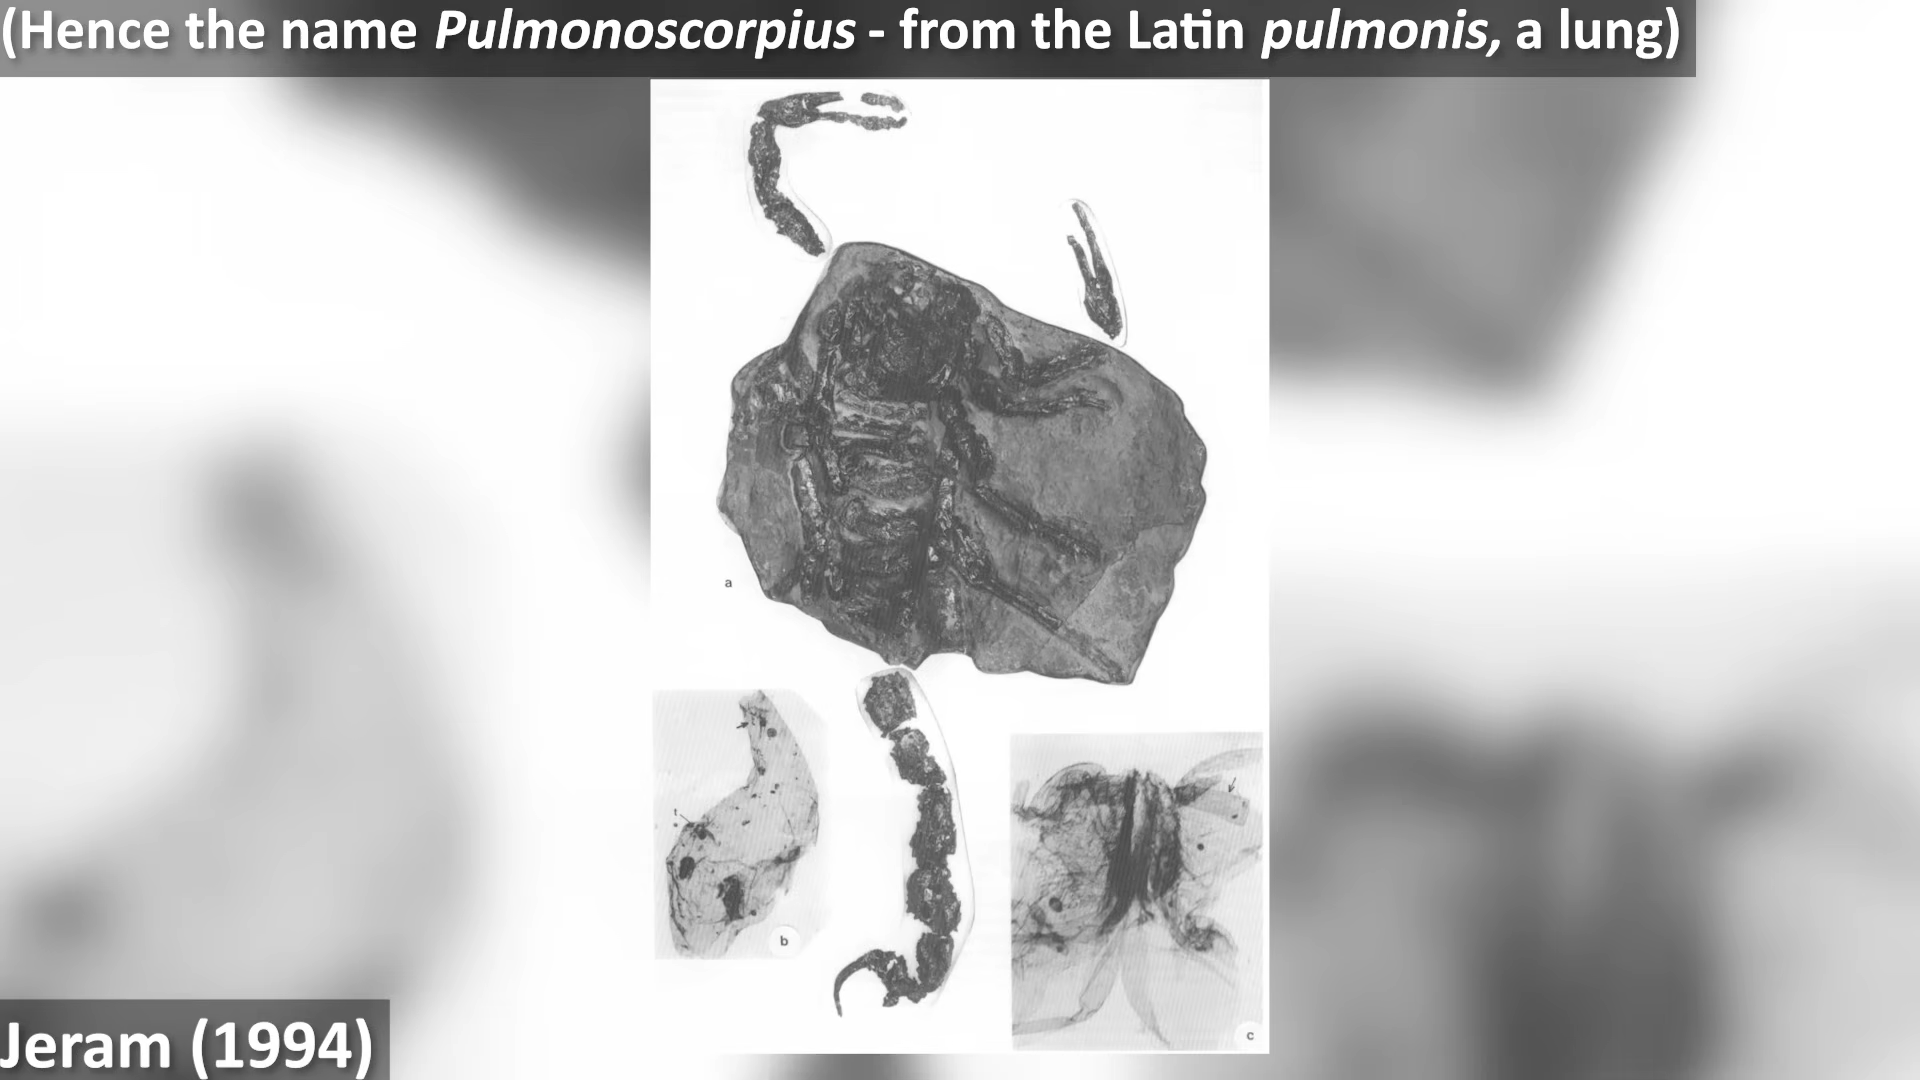 (Hence the name Pulmonoscorpius - from the Latin pulmonis, a lung)
a
t
b
c
Jeram (1994)